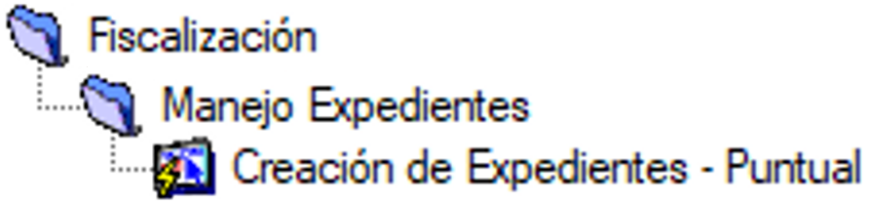 Fiscalización
Manejo Expedientes
Creación de Expedientes - Puntual